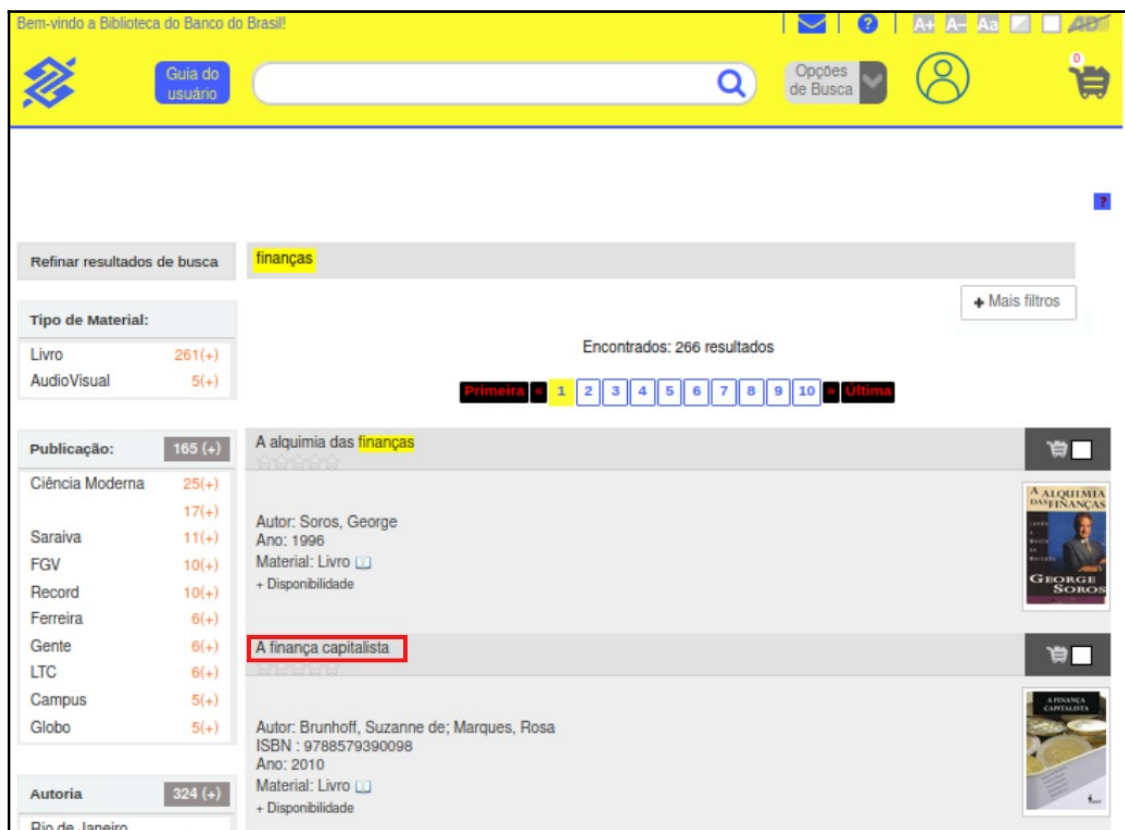 Bem-vindo a Biblioteca do Banco do Brasil!
A+ A- Aa
Guia do
usuário
Opções
de Busca
0
?
Refinar resultados de busca
finanças
+ Mais filtros
Tipo de Material:
Livro 261(+)
AudioVisual 5(+)
Encontrados: 266 resultados
Primeira « 1 2 3 4 5 6 7 8 9 10 » Última
Publicação: 165 (+)
Ciência Moderna 25(+)
17(+)
Saraiva 11(+)
FGV 10(+)
Record 10(+)
Ferreira 6(+)
Gente 6(+)
LTC 6(+)
Campus 5(+)
Globo 5(+)
Autoria 324 (+)
Rio de Janeiro
A alquimia das finanças
Autor: Soros, George
Ano: 1996
Material: Livro
+ Disponibilidade
A ALQUIMIA
DAS FINANÇAS
GEORGE
SOROS
A finança capitalista
Autor: Brunhoff, Suzanne de; Marques, Rosa
ISBN : 9788579390098
Ano: 2010
Material: Livro
+ Disponibilidade
A FINANÇA
CAPITALISTA